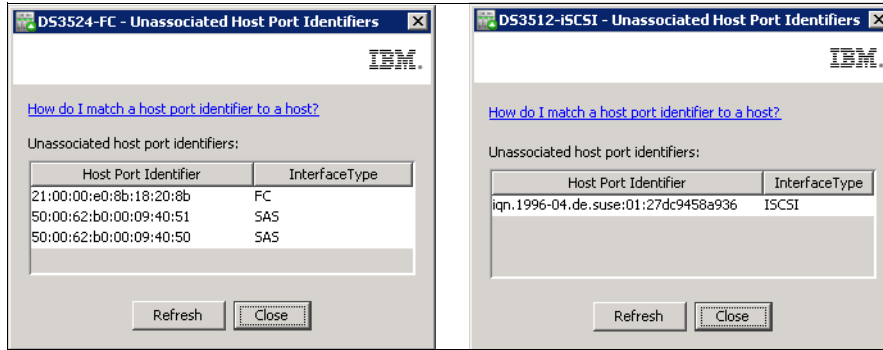 DS3524-FC - Unassociated Host Port Identifiers
IBM.
How do I match a host port identifier to a host?
Unassociated host port identifiers:
Host Port Identifier InterfaceType
21:00:00:e0:8b:18:20:8b FC
50:00:62:b0:00:09:40:51 SAS
50:00:62:b0:00:09:40:50 SAS
Refresh Close
DS3512-iSCSI - Unassociated Host Port Identifiers
IBM.
How do I match a host port identifier to a host?
Unassociated host port identifiers:
Host Port Identifier InterfaceType
iqn.1996-04.de.suse:01:27dc9458a936 ISCSI
Refresh Close